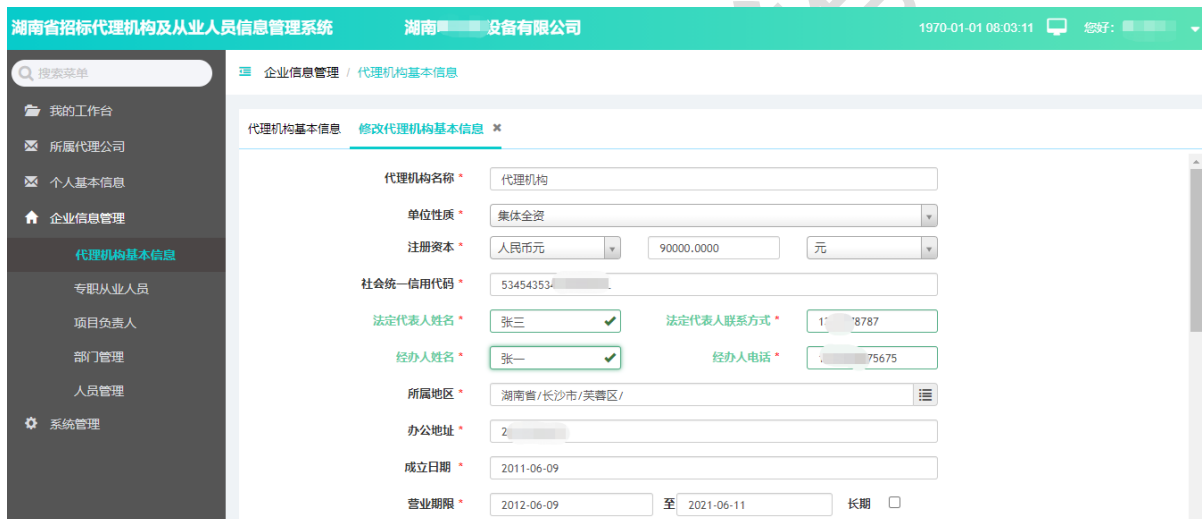 湖南省招标代理机构及从业人员信息管理系统 湖南 设备有限公司 1970-01-01 08:03:11 您好:
搜索菜单 企业信息管理 / 代理机构基本信息
我的工作台
代理机构基本信息 修改代理机构基本信息 ×
所属代理公司
代理机构名称 * 代理机构
个人基本信息
单位性质 * 集体全资
企业信息管理
注册资本 * 人民币元 90000.0000 元
代理机构基本信息
社会统一信用代码 * 53454353
专职从业人员
法定代表人姓名 * 张三 法定代表人联系方式 * 1 78787
项目负责人
经办人姓名 * 张一 经办人电话 * 75675
部门管理
所属地区 * 湖南省/长沙市/芙蓉区/
人员管理
系统管理
办公地址 * 2
成立日期 * 2011-06-09
营业期限 * 2012-06-09 至 2021-06-11 长期